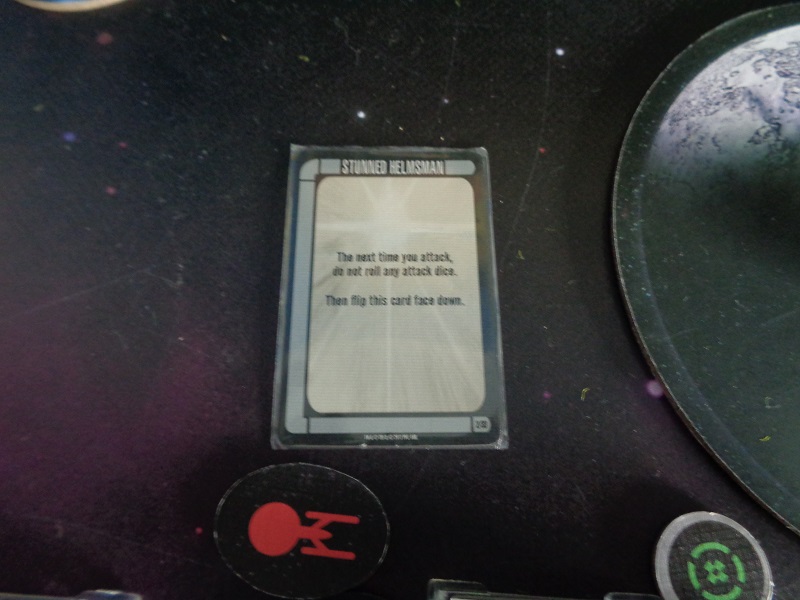 STUNNED HELMSMAN
The next time you attack,
do not roll any attack dice.
Then flip this card face down.